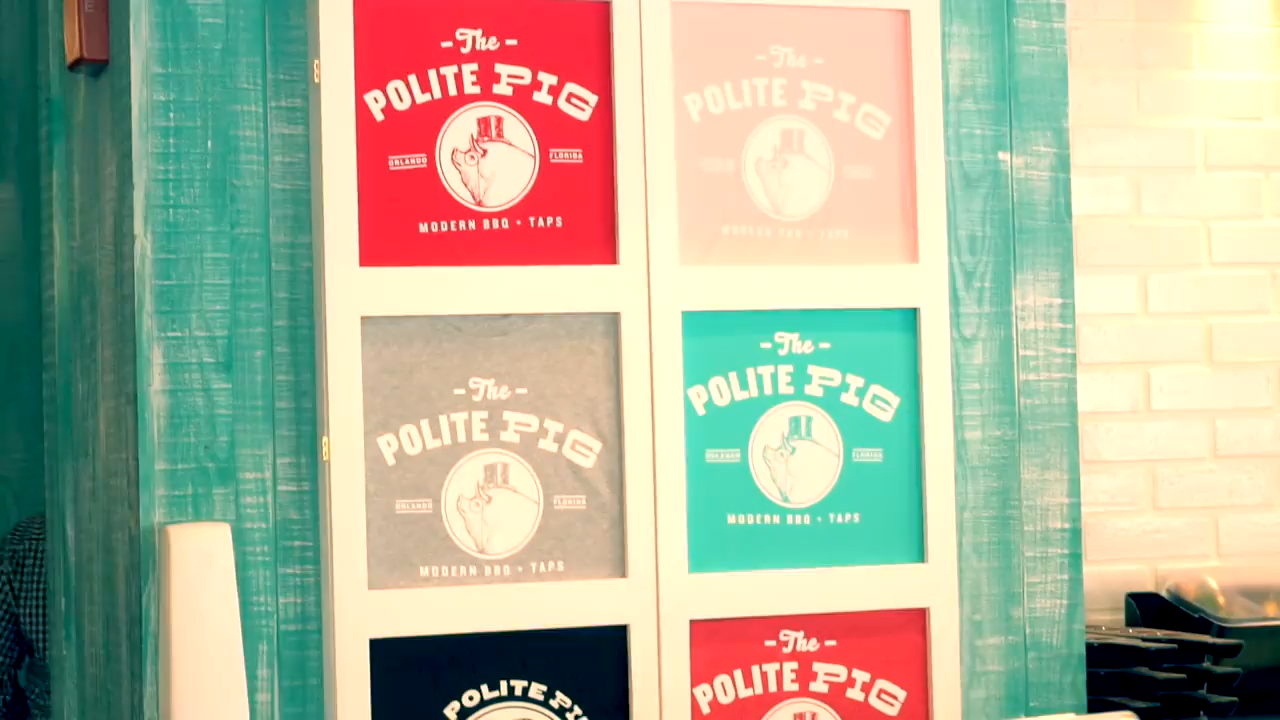 The
POLITE PIG
ORLANDO
FLORIDA
MODERN BBQ + TAPS
The
POLITE PIG
MODERN BBQ + TAPS
The
POLITE PIG
ORLANDO
FLORIDA
MODERN BBQ + TAPS
The
POLITE PIG
ORLANDO
FLORIDA
MODERN BBQ + TAPS
POLITE PIG
The
POLITE PIG